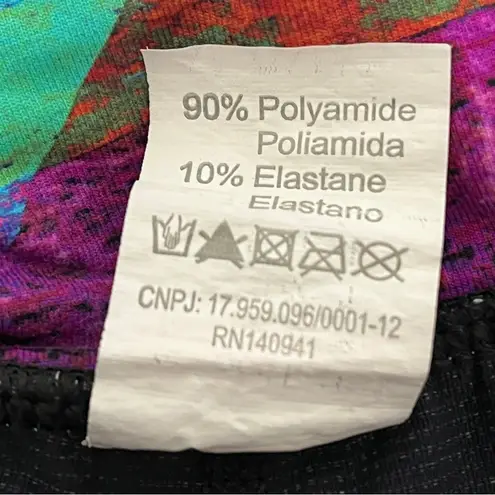 90% Polyamide
Poliamida
10% Elastane
Elastano
CNPJ: 17.959.096/0001-12
RN140941